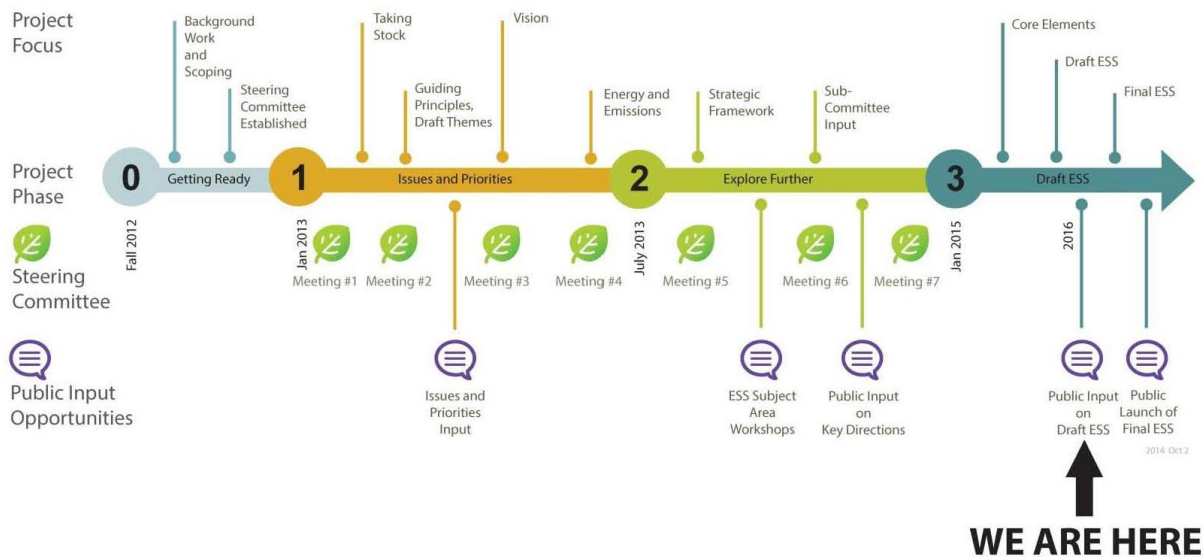 Project
Focus
Background
Work
and
Scoping
Steering
Committee
Established
Taking
Stock
Guiding
Principles,
Draft Themes
Vision
Energy and
Emissions
Strategic
Framework
Sub-
Committee
Input
Core Elements
Draft ESS
Final ESS
Project
Phase
0
Getting Ready
1
Issues and Priorities
2
Explore Further
3
Draft ESS
Fall 2012
Jan 2013
July 2013
Jan 2015
2016
Steering
Committee
Meeting #1
Meeting #2
Meeting #3
Meeting #4
Meeting #5
Meeting #6
Meeting #7
Public Input
Opportunities
Issues and
Priorities
Input
ESS Subject
Area
Workshops
Public Input
on
Key Directions
Public Input
on
Draft ESS
Public
Launch of
Final ESS
2014 Oct 2
WE ARE HERE